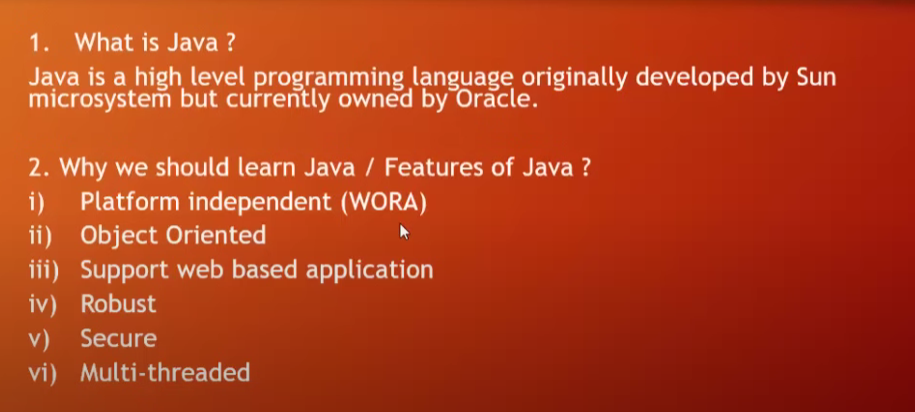 1. What is Java ?
Java is a high level programming language originally developed by Sun
microsystem but currently owned by Oracle.
2. Why we should learn Java / Features of Java ?
i) Platform independent (WORA)
ii) Object Oriented
iii) Support web based application
iv) Robust
v) Secure
vi) Multi-threaded